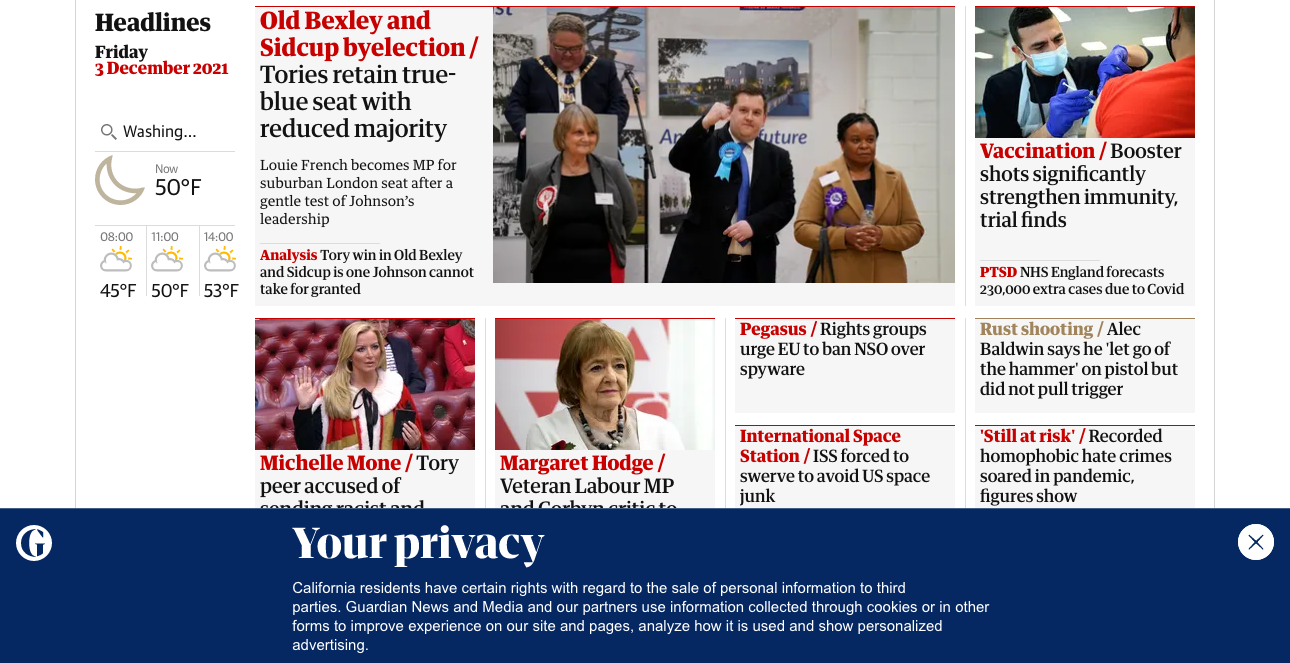 Headlines
Friday
3 December 2021
Washing...
Now
50°F
08:00
11:00
14:00
45°F
50°F
53°F
Old Bexley and
Sidcup byelection /
Tories retain true-
blue seat with
reduced majority
Louie French becomes MP for
suburban London seat after a
gentle test of Johnson's
leadership
Analysis Tory win in Old Bexley
and Sidcup is one Johnson cannot
take for granted
Vaccination / Booster
shots significantly
strengthen immunity,
trial finds
PTSD NHS England forecasts
230,000 extra cases due to Covid
Michelle Mone / Tory
peer accused of
sending racist and
Margaret Hodge /
Veteran Labour MP
and Corbyn critic to
Pegasus / Rights groups
urge EU to ban NSO over
spyware
Rust shooting / Alec
Baldwin says he 'let go of
the hammer' on pistol but
did not pull trigger
International Space
Station / ISS forced to
swerve to avoid US space
junk
'Still at risk' / Recorded
homophobic hate crimes
soared in pandemic,
figures show
Your privacy
California residents have certain rights with regard to the sale of personal information to third
parties. Guardian News and Media and our partners use information collected through cookies or in other
forms to improve experience on our site and pages, analyze how it is used and show personalized
advertising.